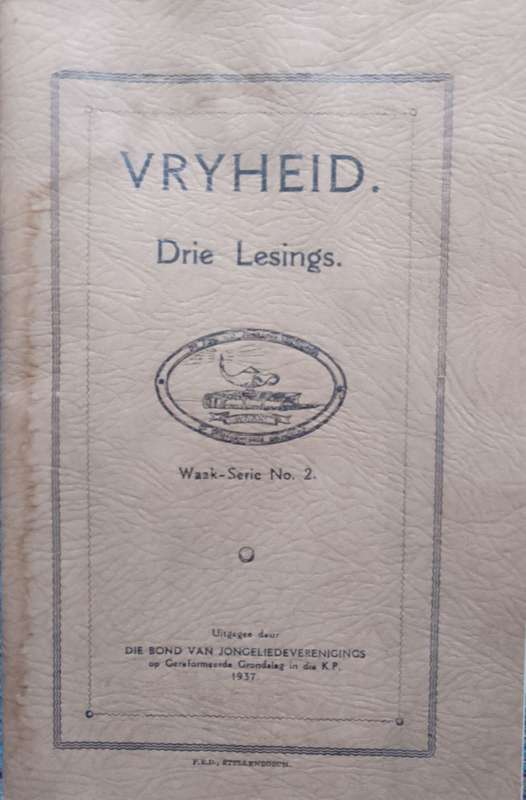 VRYHEID.
Drie Lesings.
WAAK
Waak-Serie No. 2.
Uitgegee deur
DIE BOND VAN JONGELIEDEVERENIGINGS
op Gereformeerde Grondslag in die K.P.
1937
STELLENBOSCH.